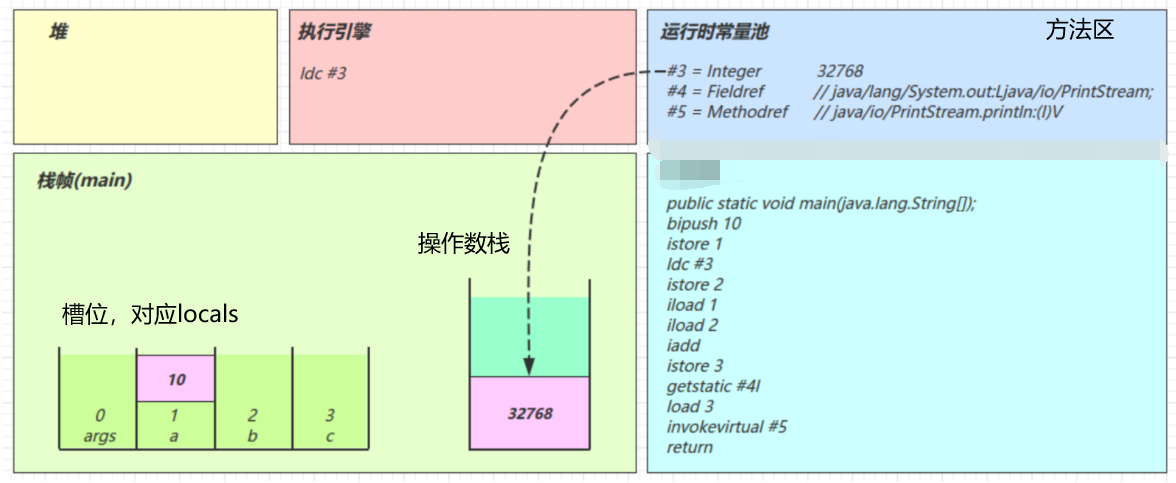 堆
执行引擎
ldc #3
运行时常量池
方法区
#3 = Integer 32768
#4 = Fieldref // java/lang/System.out:Ljava/io/PrintStream;
#5 = Methodref // java/io/PrintStream.println:(I)V
栈帧(main)
操作数栈
槽位，对应locals
10
0
1
2
3
args
a
b
c
32768
public static void main(java.lang.String[]);
bipush 10
istore 1
ldc #3
istore 2
iload 1
iload 2
iadd
istore 3
getstatic #4I
load 3
invokevirtual #5
return